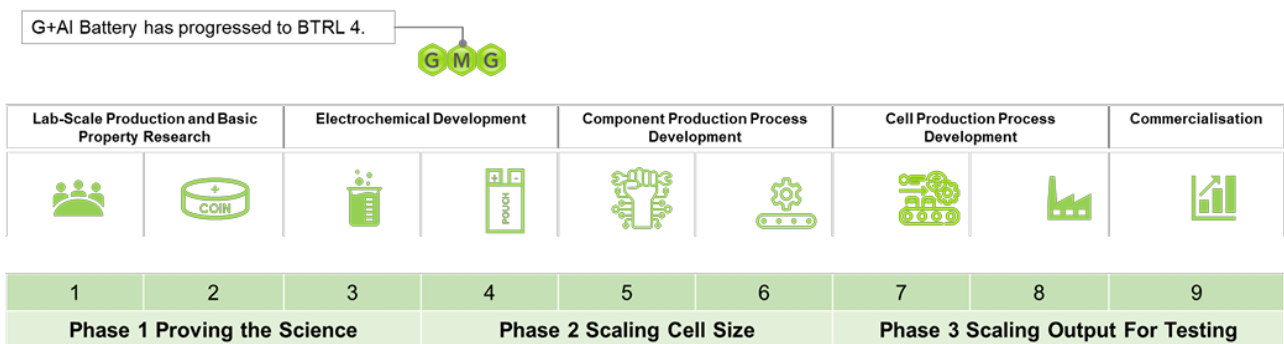 G+AI Battery has progressed to BTRL 4.
G M G
Lab-Scale Production and Basic
Property Research
Electrochemical Development
Component Production Process
Development
Cell Production Process
Development
Commercialisation
+
COIN
+ -
POUCH
1 2 3 4 5 6 7 8 9
Phase 1 Proving the Science
Phase 2 Scaling Cell Size
Phase 3 Scaling Output For Testing